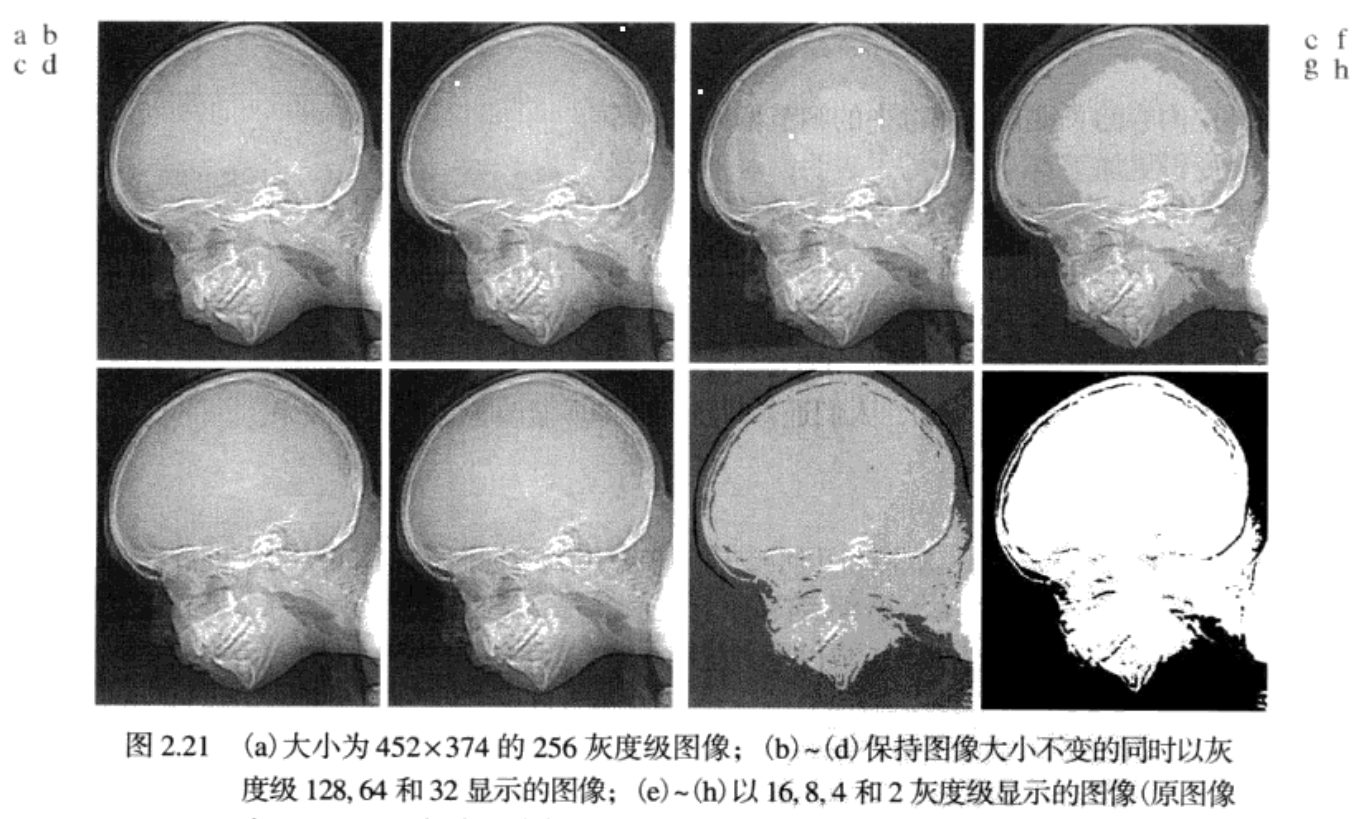 a b
c d
c f
g h
图 2.21 (a)大小为 452×374 的 256 灰度级图像；(b)~(d)保持图像大小不变的同时以灰
度级 128, 64 和 32 显示的图像；(e)~(h)以 16, 8, 4 和 2 灰度级显示的图像(原图像